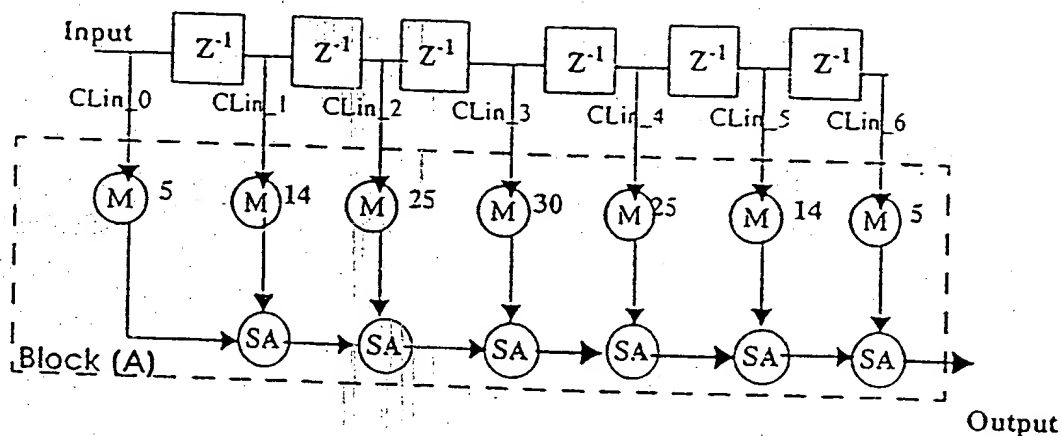 Input
Z⁻¹ Z⁻¹ Z⁻¹ Z⁻¹ Z⁻¹ Z⁻¹
CLin_0 CLin_1 CLin_2 CLin_3 CLin_4 CLin_5 CLin_6
M 5 M 14 M 25 M 30 M 25 M 14 M 5
SA SA SA SA SA SA
Block (A)
Output